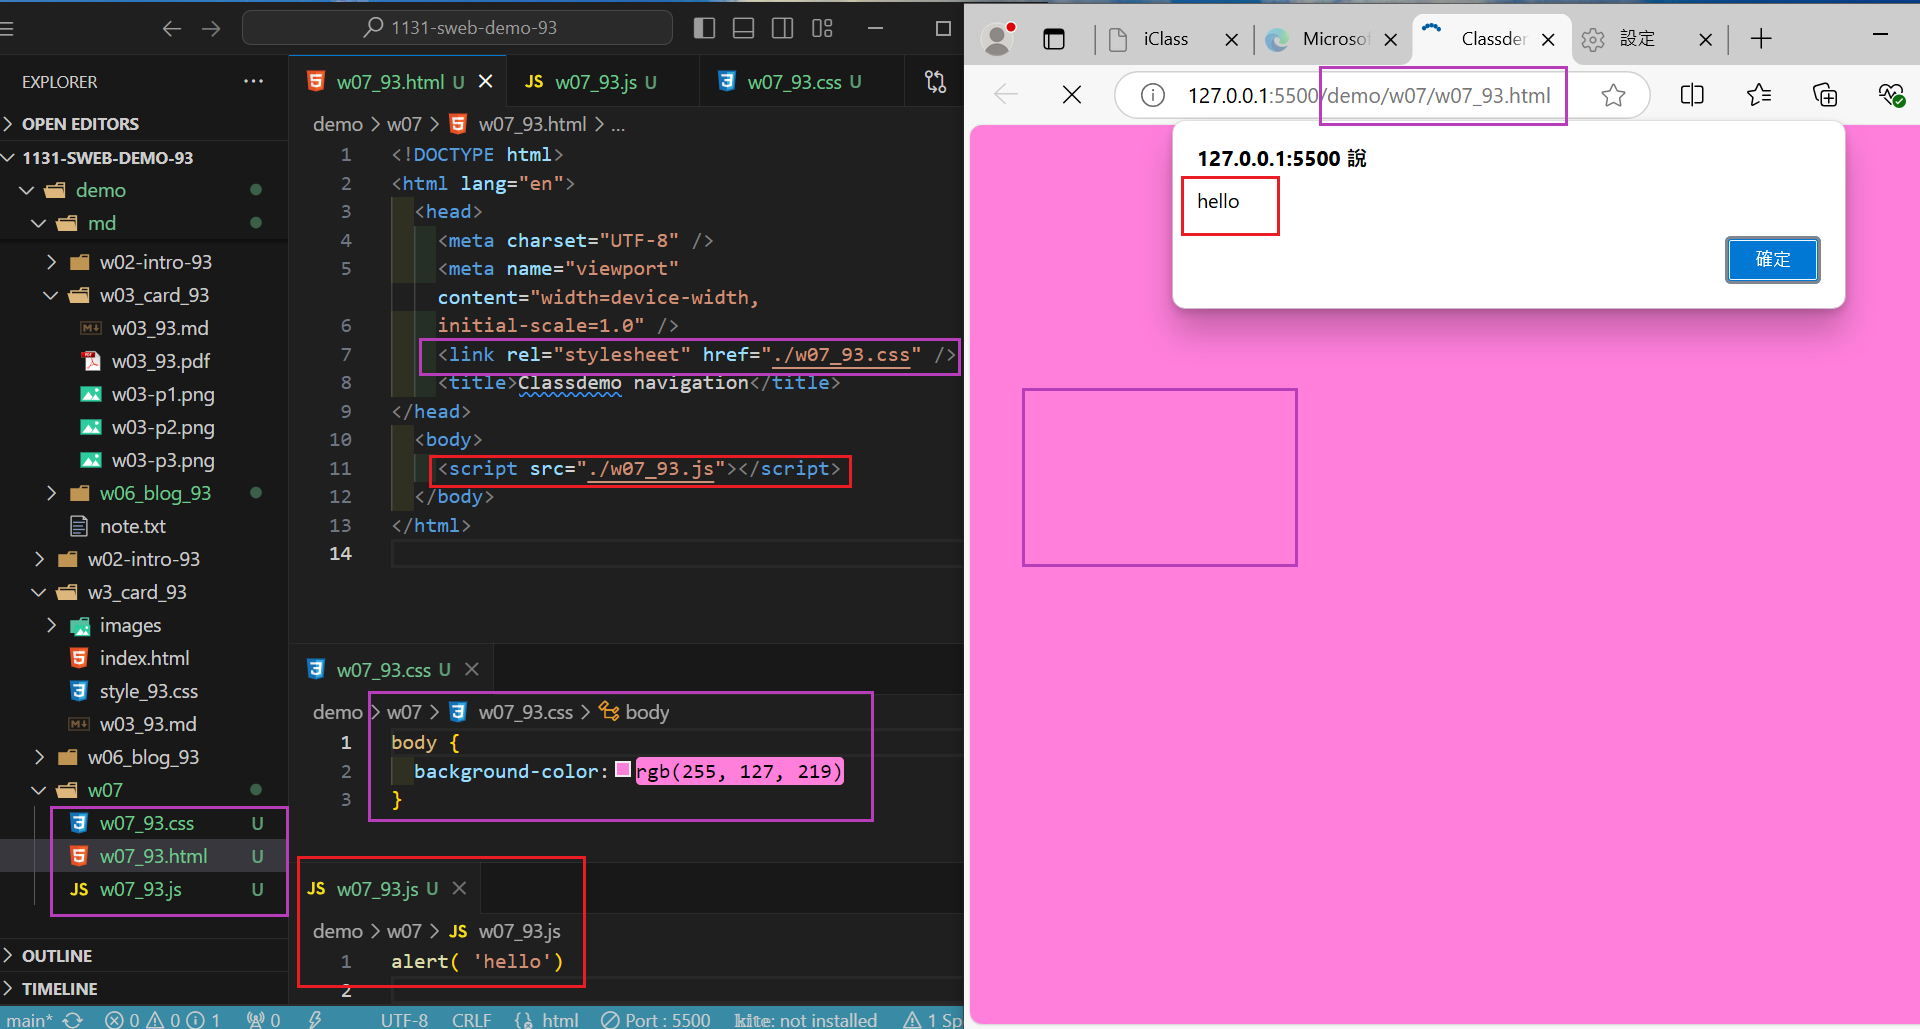 1131-sweb-demo-93
EXPLORER
OPEN EDITORS
1131-SWEB-DEMO-93
demo
md
w02-intro-93
w03_card_93
w03_93.md
w03_93.pdf
w03-p1.png
w03-p2.png
w03-p3.png
w06_blog_93
note.txt
w02-intro-93
w3_card_93
images
index.html
style_93.css
w03_93.md
w06_blog_93
w07
w07_93.css U
w07_93.html U
JS w07_93.js U
OUTLINE
TIMELINE
w07_93.html U
JS w07_93.js U
w07_93.css U
demo > w07 > w07_93.html > ...
1 <!DOCTYPE html>
2 <html lang="en">
3 <head>
4 <meta charset="UTF-8" />
5 <meta name="viewport"
content="width=device-width,
6 initial-scale=1.0" />
7 <link rel="stylesheet" href="./w07_93.css" />
8 <title>Classdemo navigation</title>
9 </head>
10 <body>
11 <script src="./w07_93.js"></script>
12 </body>
13 </html>
14
w07_93.css U
demo > w07 > w07_93.css > body
1 body {
2 background-color: rgb(255, 127, 219)
3 }
JS w07_93.js U
demo > w07 > JS w07_93.js
1 alert( 'hello')
2
main* 0 0 1 0 UTF-8 CRLF html Port : 5500 kite: not installed 1 Sp
iClass
Microsof
Classder
設定
127.0.0.1:5500/demo/w07/w07_93.html
127.0.0.1:5500 說
hello
確定